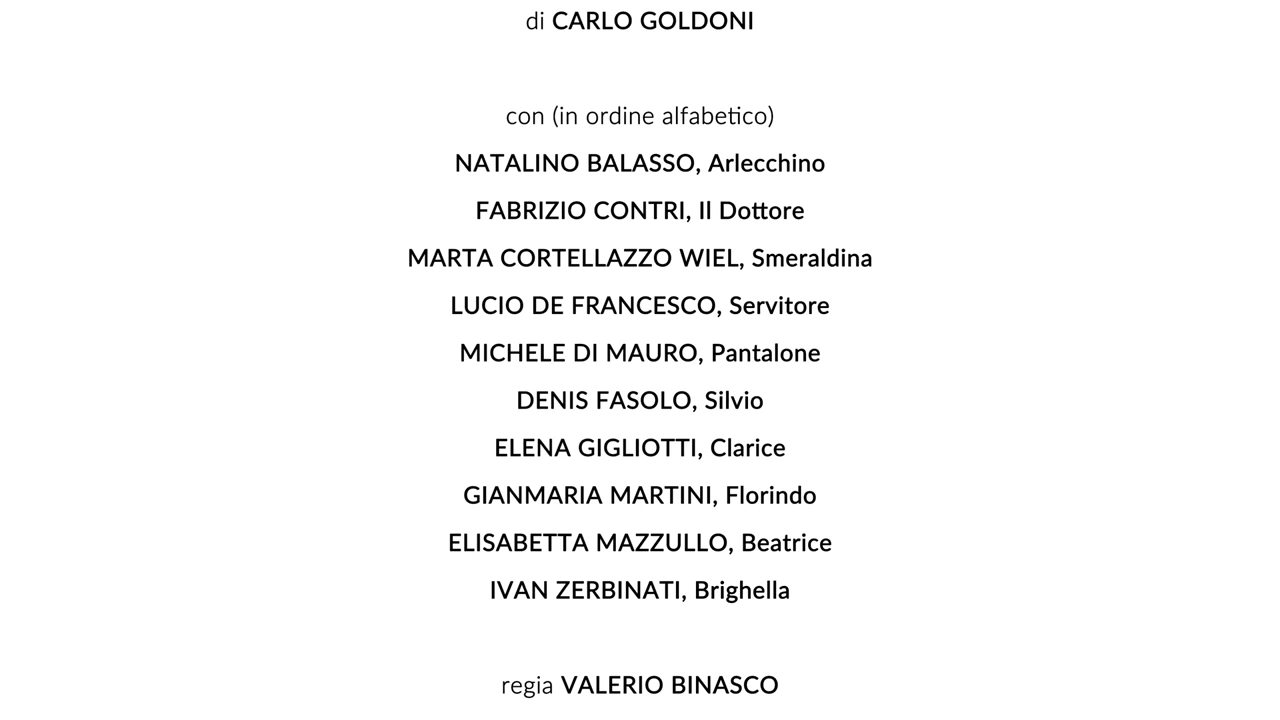 di CARLO GOLDONI
con (in ordine alfabetico)
NATALINO BALASSO, Arlecchino
FABRIZIO CONTRI, Il Dottore
MARTA CORTELLAZZO WIEL, Smeraldina
LUCIO DE FRANCESCO, Servitore
MICHELE DI MAURO, Pantalone
DENIS FASOLO, Silvio
ELENA GIGLIOTTI, Clarice
GIANMARIA MARTINI, Florindo
ELISABETTA MAZZULLO, Beatrice
IVAN ZERBINATI, Brighella
regia VALERIO BINASCO